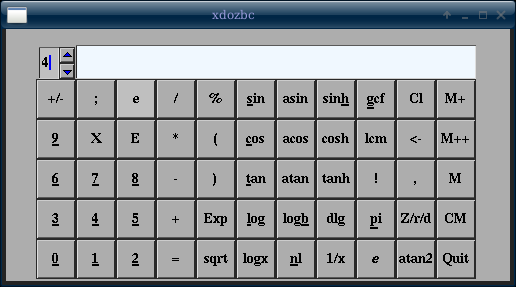 xdozbc
4
+/- ; e / % sin asin sinh gcf Cl M+
9 X E * ( cos acos cosh lcm <- M++
6 7 8 - ) tan atan tanh ! , M
3 4 5 + Exp log logb dlg pi Z/r/d CM
0 1 2 = sqrt logx nl 1/x e atan2 Quit